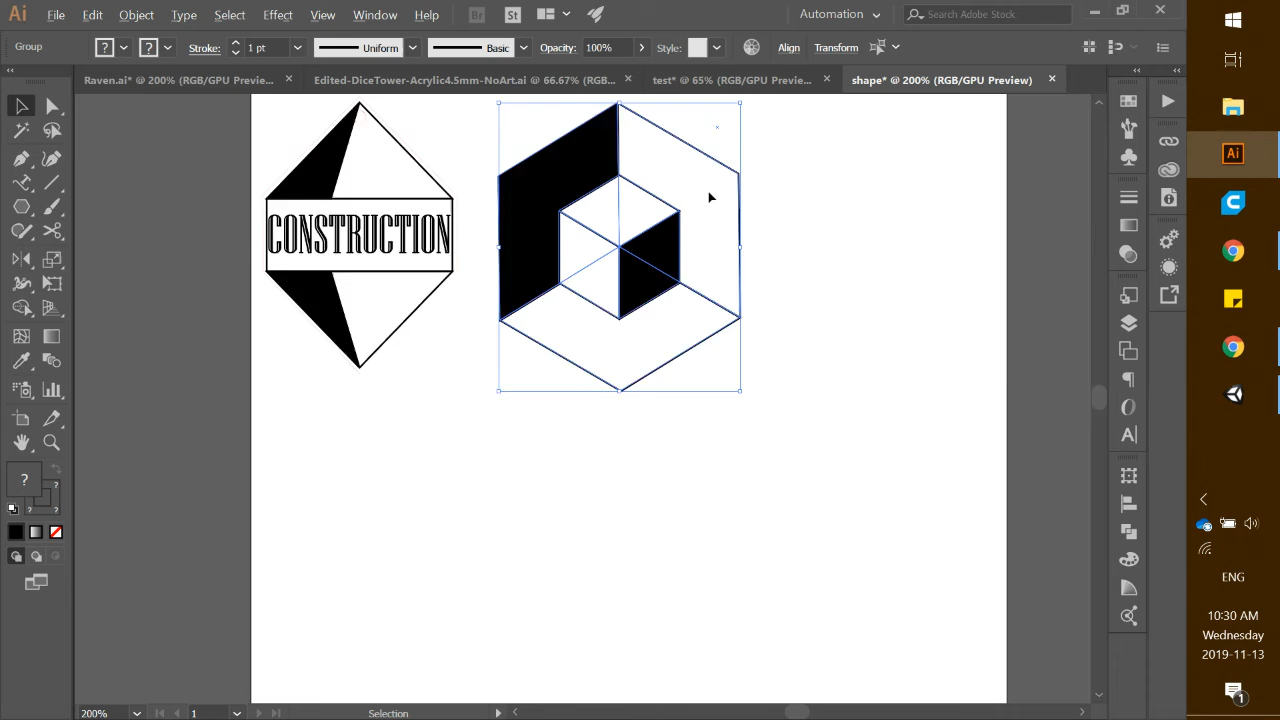 Ai File Edit Object Type Select Effect View Window Help Br St Automation Search Adobe Stock
Group ? ? Stroke: 1 pt Uniform Basic Opacity: 100% Style: Align Transform
Raven.ai* @ 200% (RGB/GPU Previe... Edited-DiceTower-Acrylic4.5mm-NoArt.ai @ 66.67% (RGB... test* @ 65% (RGB/GPU Previe... shape* @ 200% (RGB/GPU Preview)
CONSTRUCTION
?
?
? ?
Ai
ENG
10:30 AM
Wednesday
2019-11-13
1
200% 1 Selection